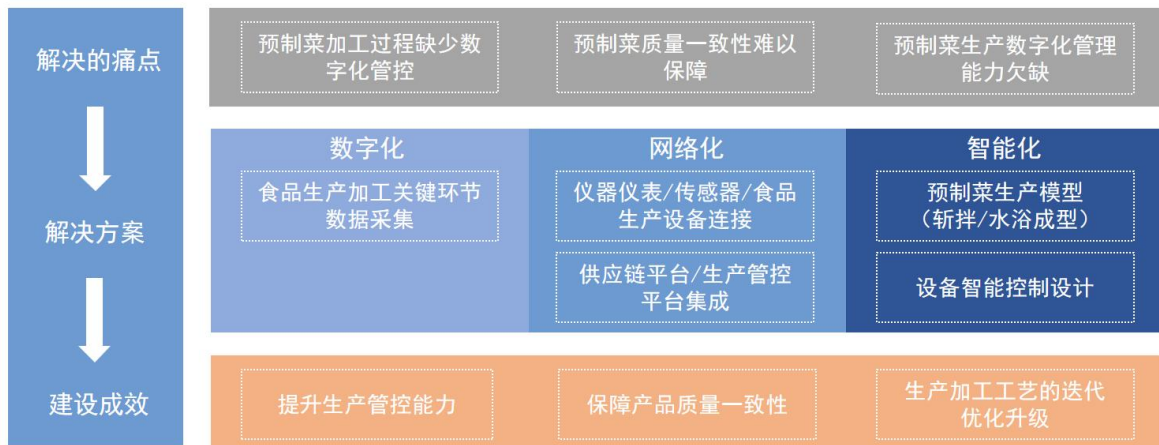 解决的痛点
预制菜加工过程缺少数
字化管控
预制菜质量一致性难以
保障
预制菜生产数字化管理
能力欠缺
解决方案
数字化
食品生产加工关键环节
数据采集
网络化
仪器仪表/传感器/食品
生产设备连接
供应链平台/生产管控
平台集成
智能化
预制菜生产模型
（斩拌/水浴成型）
设备智能控制设计
建设成效
提升生产管控能力
保障产品质量一致性
生产加工工艺的迭代
优化升级